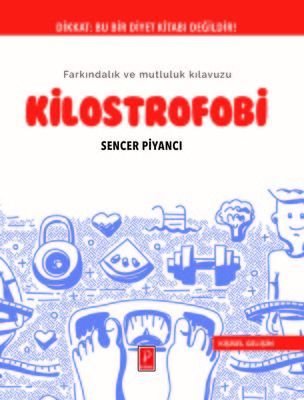 DİKKAT: BU BİR DİYET KİTABI DEĞİLDİR!
Farkındalık ve mutluluk kılavuzu
KİLOSTROFOBİ
SENCER PİYANCI
KİŞİSEL GELİŞİM
P